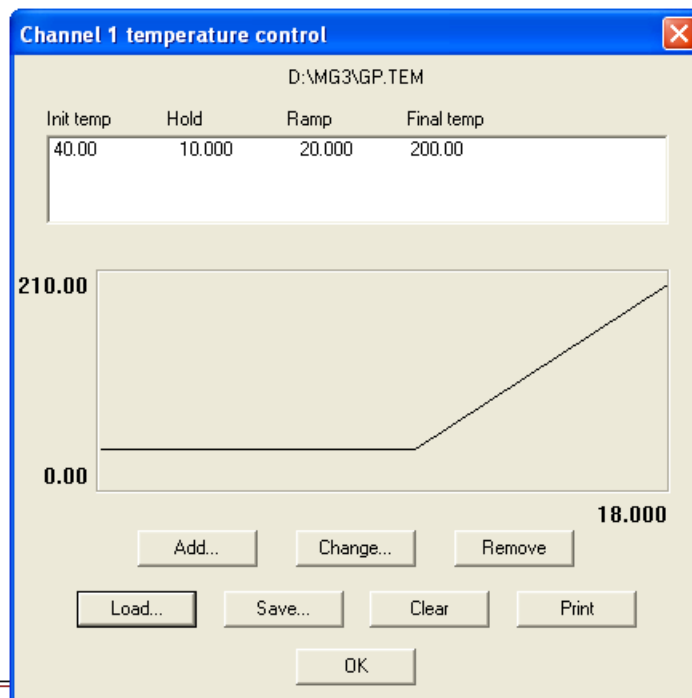 Channel 1 temperature control
D:\MG3\GP.TEM
Init temp Hold Ramp Final temp
40.00 10.000 20.000 200.00
210.00
0.00
18.000
Add... Change... Remove
Load... Save... Clear Print
OK